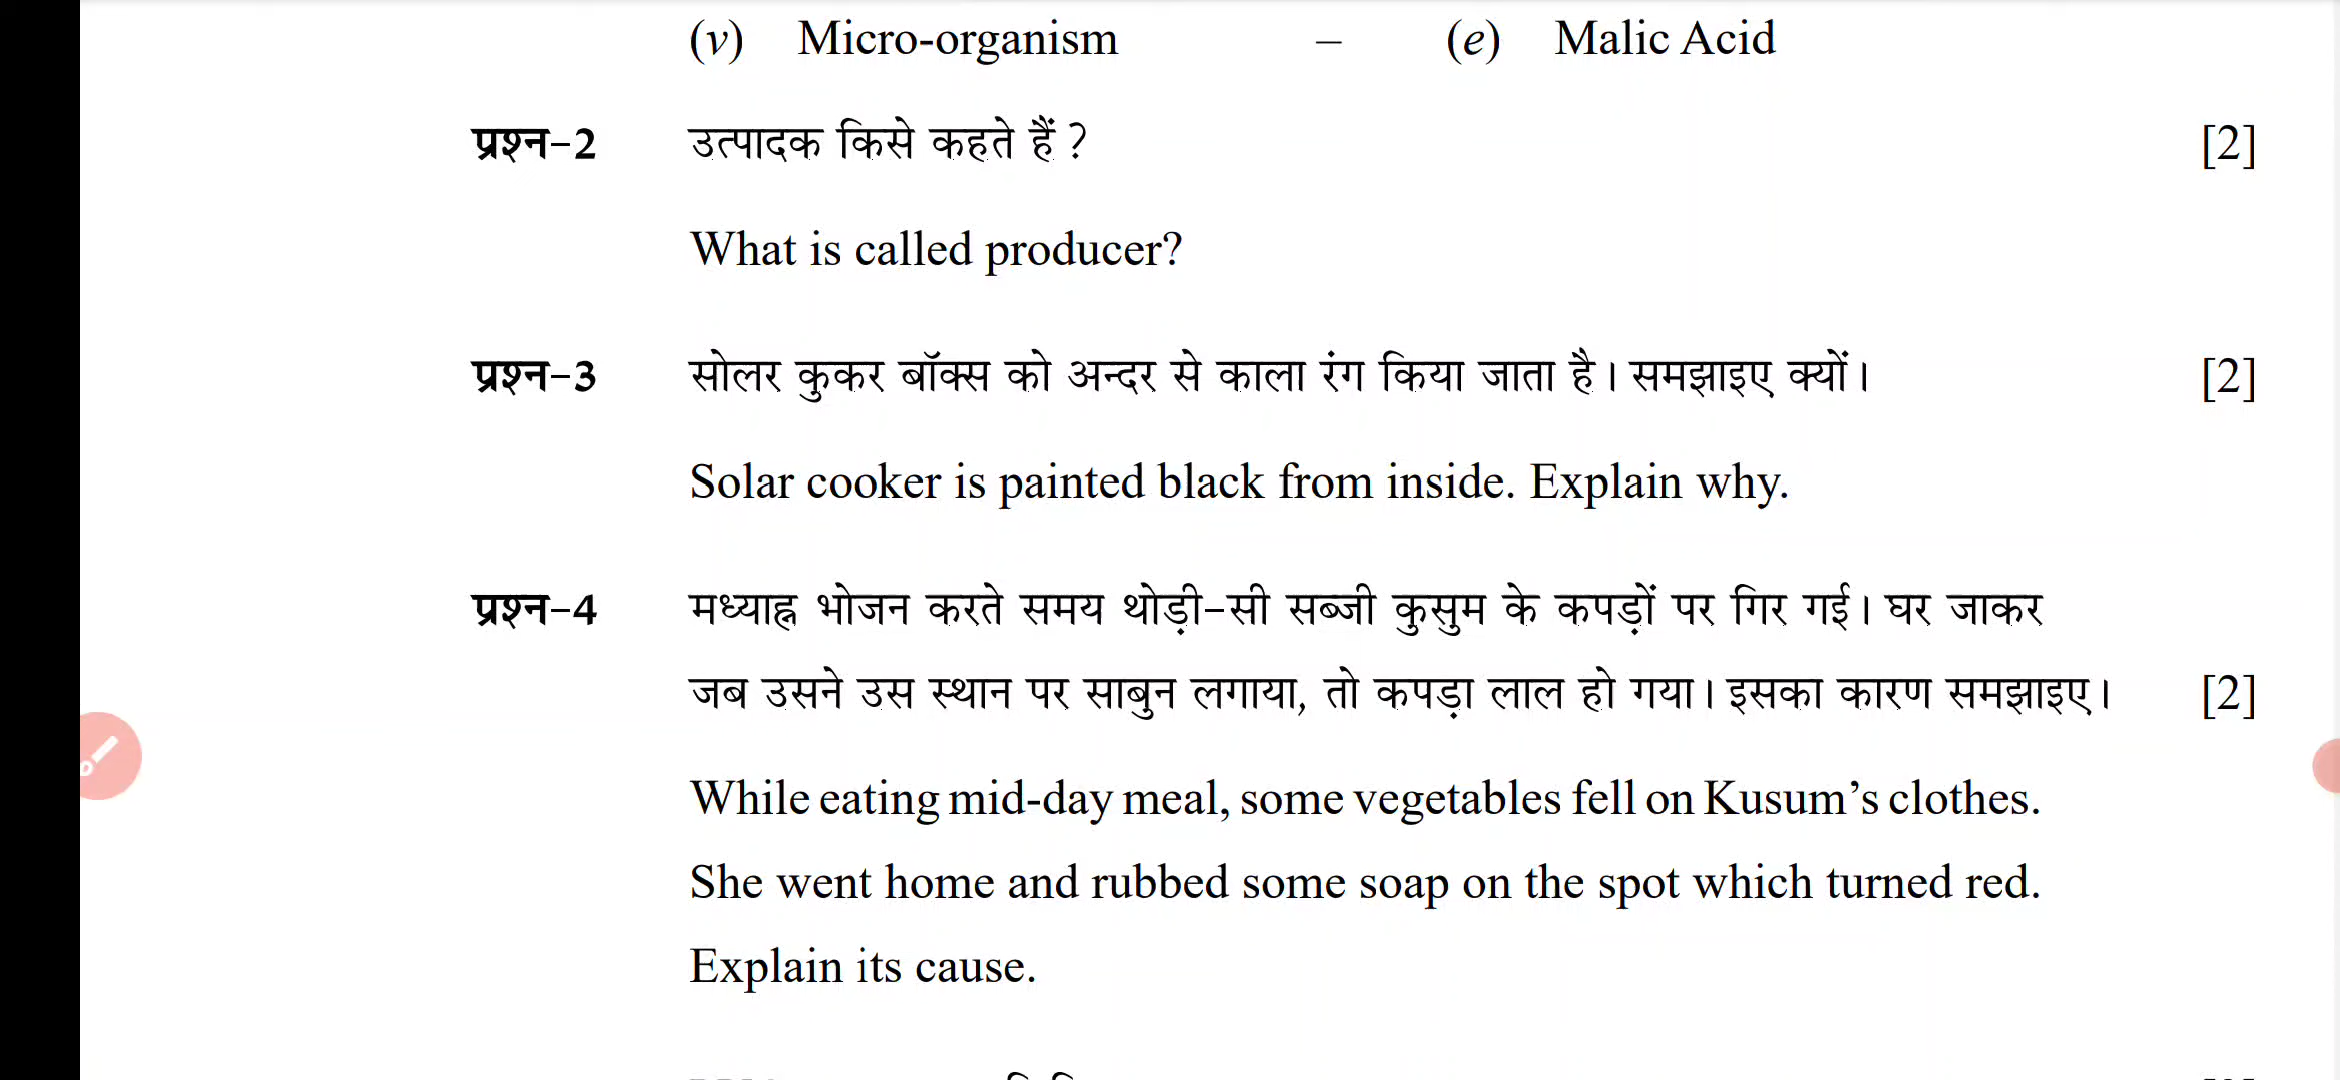 (v) Micro-organism – (e) Malic Acid
प्रश्न-2 उत्पादक किसे कहते हैं ? [2]
What is called producer?
प्रश्न-3 सोलर कुकर बॉक्स को अन्दर से काला रंग किया जाता है। समझाइए क्यों। [2]
Solar cooker is painted black from inside. Explain why.
प्रश्न-4 मध्याह्न भोजन करते समय थोड़ी-सी सब्जी कुसुम के कपड़ों पर गिर गई। घर जाकर
जब उसने उस स्थान पर साबुन लगाया, तो कपड़ा लाल हो गया। इसका कारण समझाइए। [2]
While eating mid-day meal, some vegetables fell on Kusum’s clothes.
She went home and rubbed some soap on the spot which turned red.
Explain its cause.